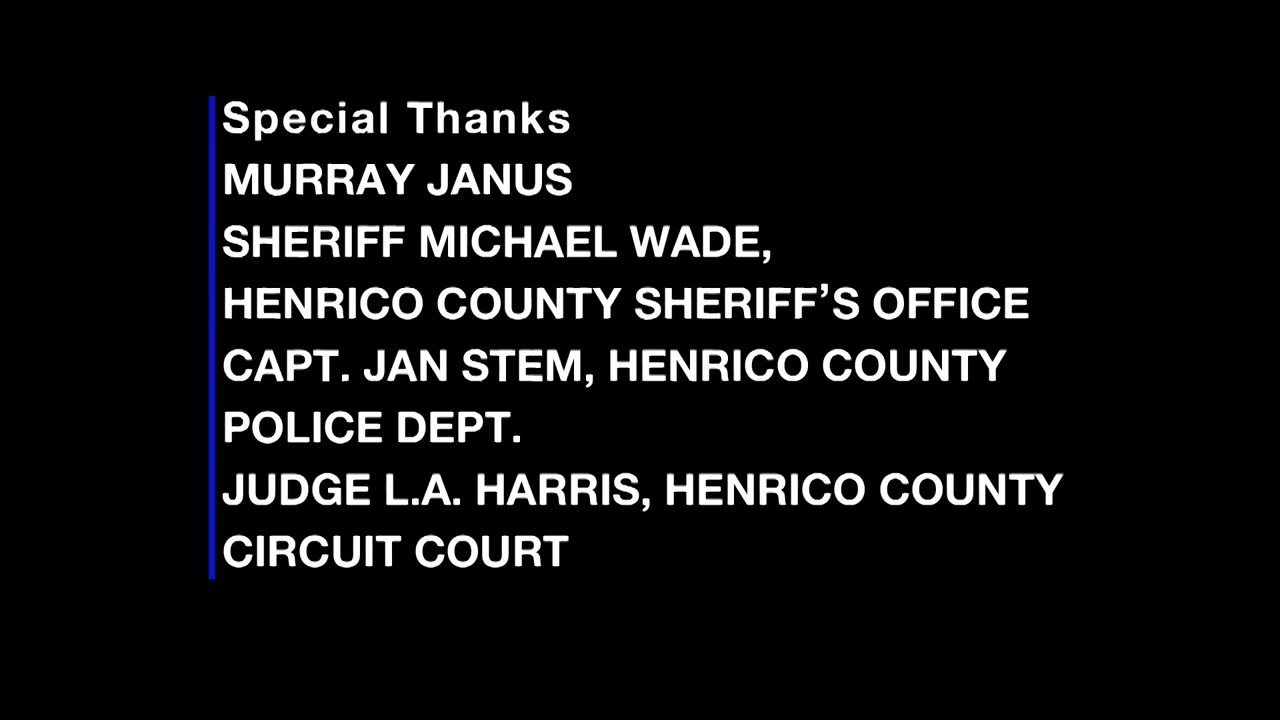 Special Thanks
MURRAY JANUS
SHERIFF MICHAEL WADE,
HENRICO COUNTY SHERIFF’S OFFICE
CAPT. JAN STEM, HENRICO COUNTY
POLICE DEPT.
JUDGE L.A. HARRIS, HENRICO COUNTY
CIRCUIT COURT